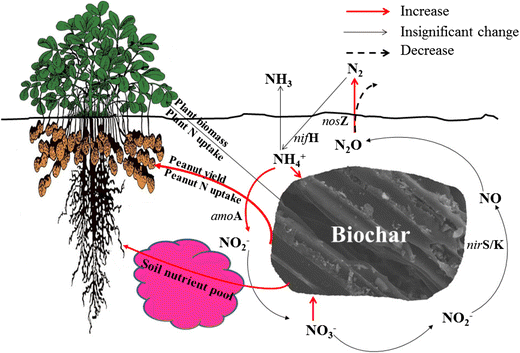 Increase
Insignificant change
Decrease
N₂
NH₃
nosZ
nifH
N₂O
Plant biomass
Plant N uptake
NH₄⁺
Peanut yield
Peanut N uptake
amoA
NO
Biochar
NO₂⁻
nirS/K
Soil nutrient pool
NO₃⁻
NO₂⁻